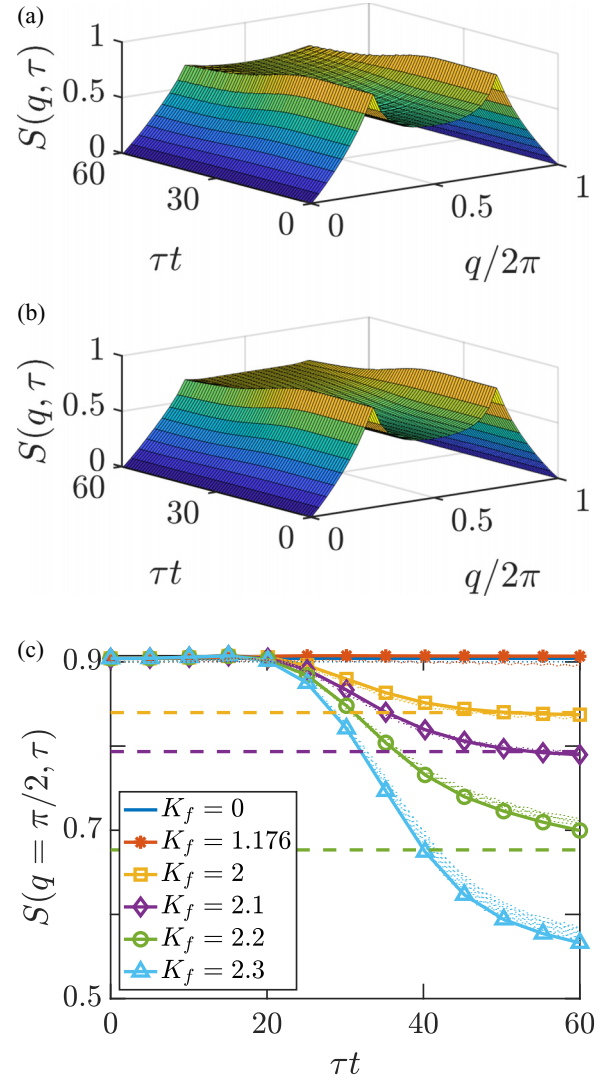 (a)
S(q, τ)
1
0.5
0
60
30
0
τt
0
0.5
1
q/2π
(b)
S(q, τ)
1
0.5
0
60
30
0
τt
0
0.5
1
q/2π
(c)
S(q = π/2, τ)
0.9
0.7
0.5
K_f = 0
K_f = 1.176
K_f = 2
K_f = 2.1
K_f = 2.2
K_f = 2.3
0
20
40
60
τt